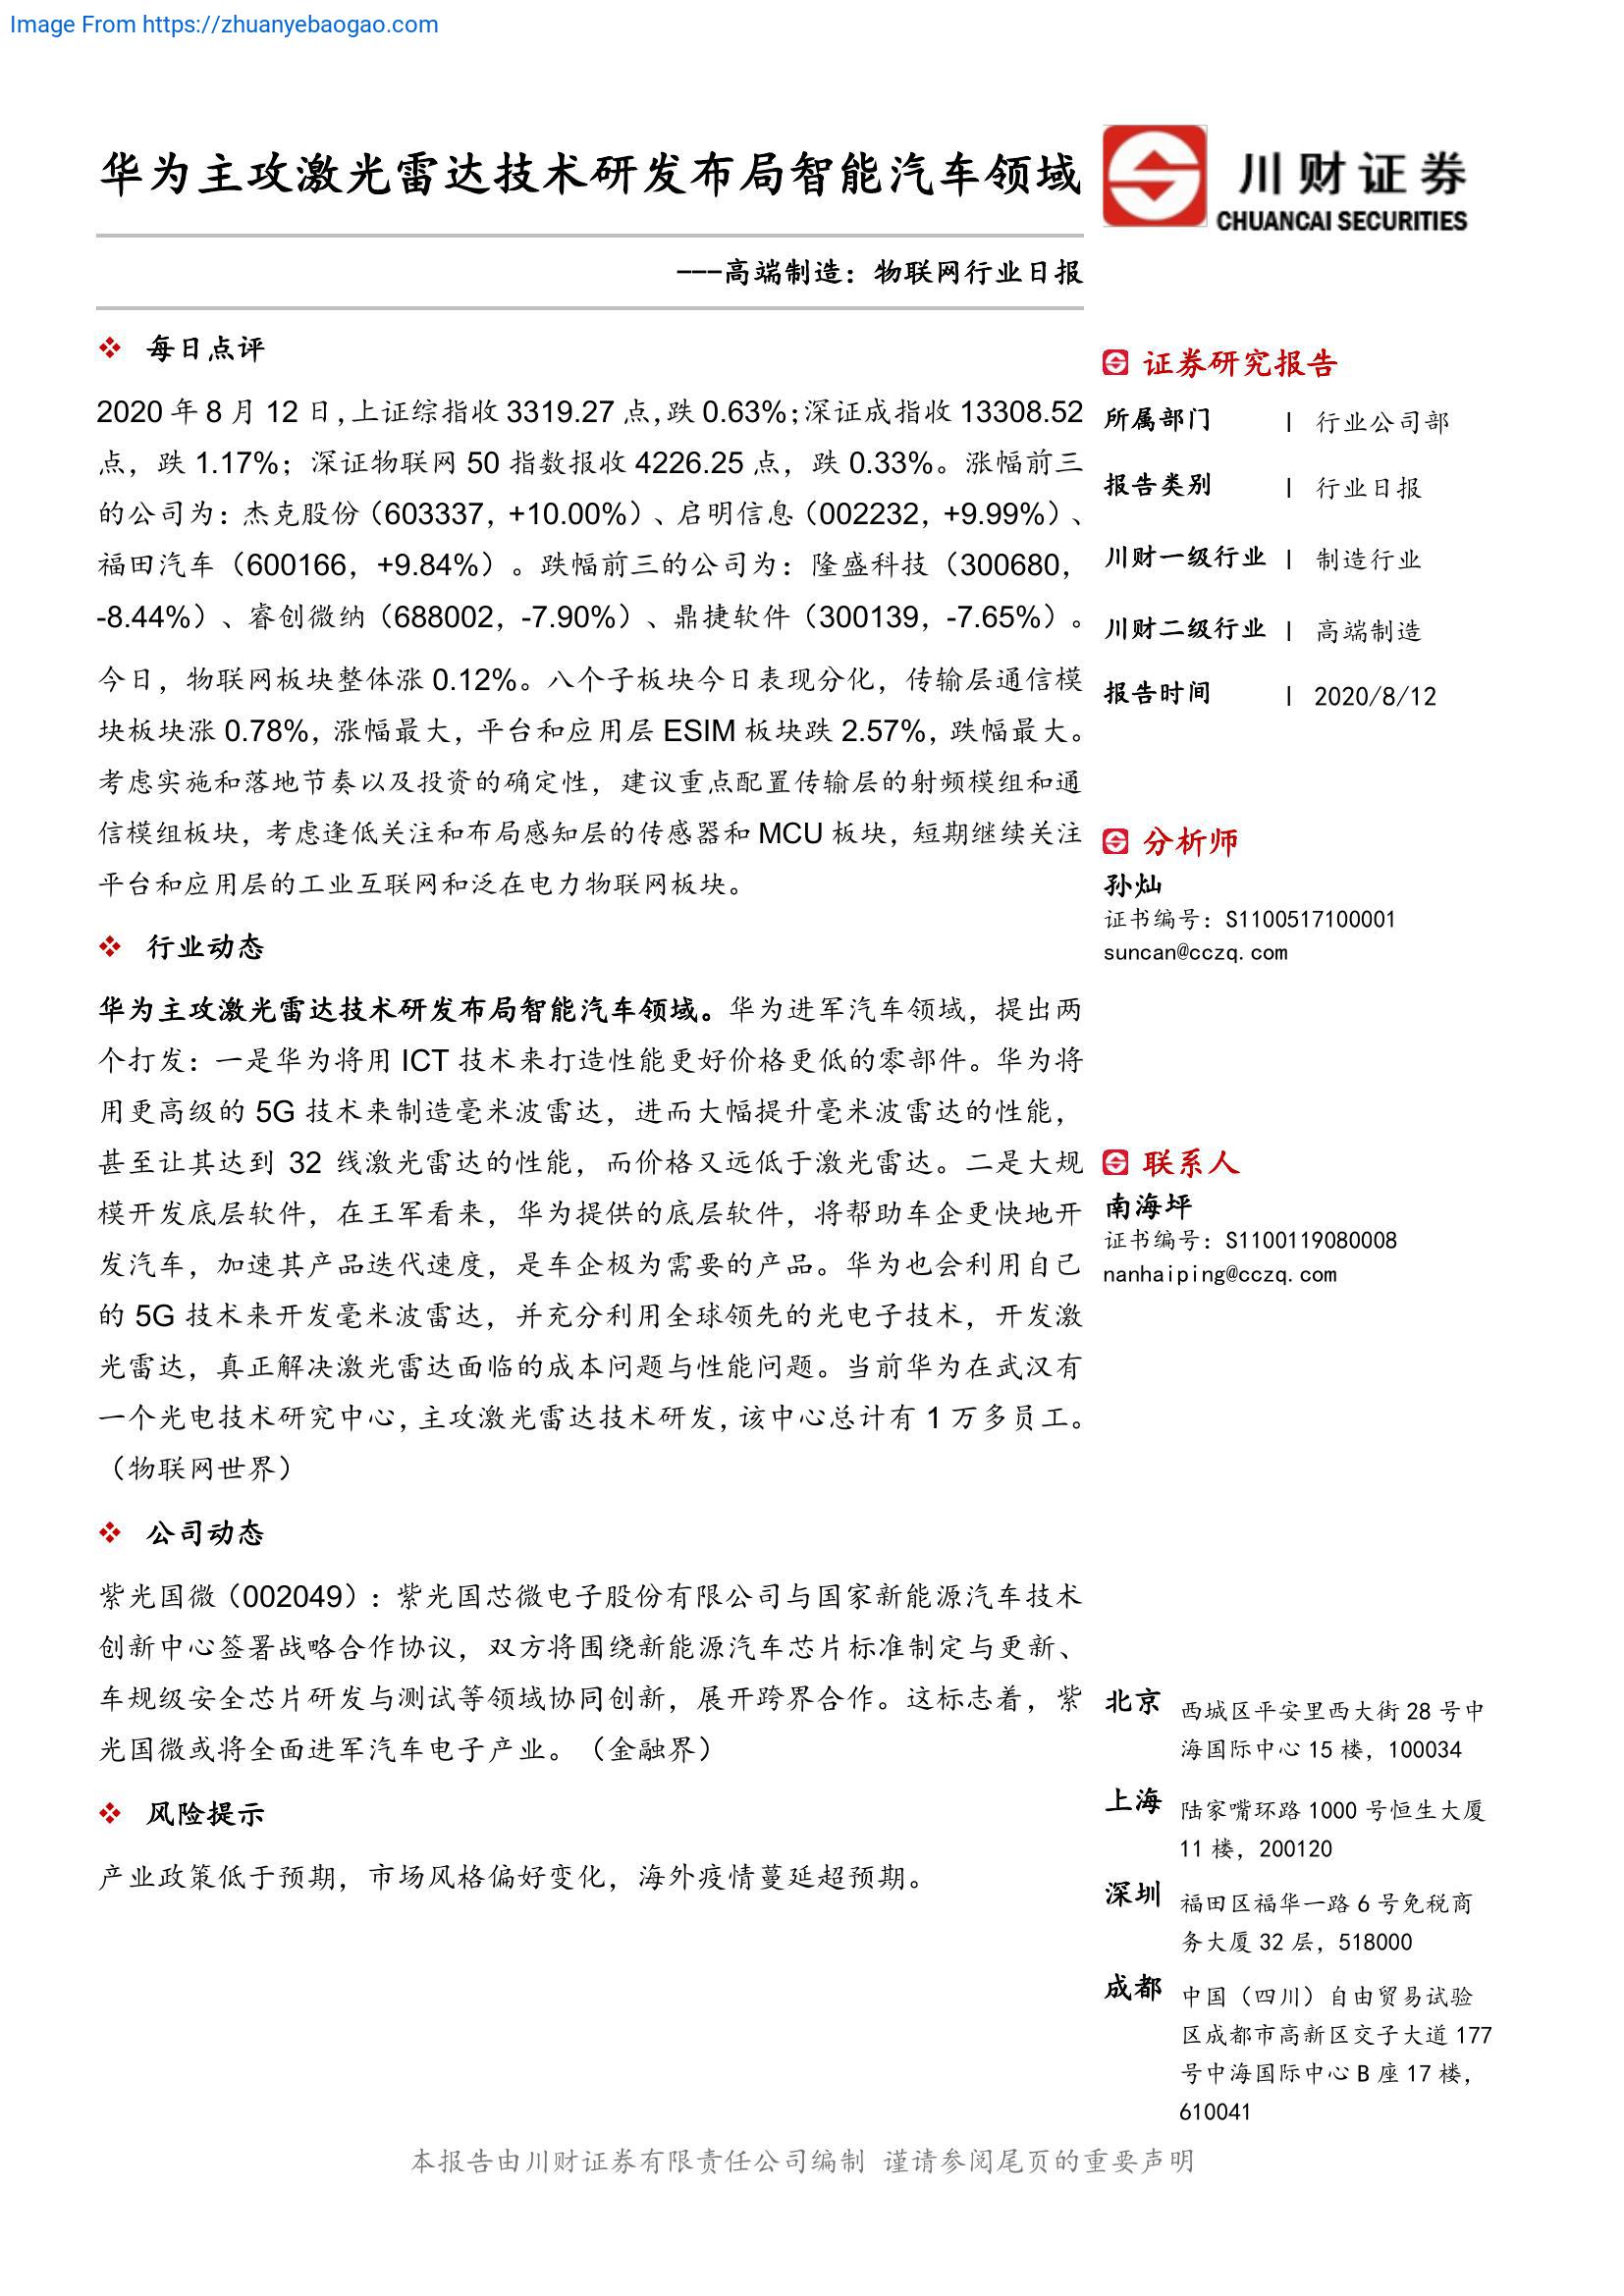 Image From https://zhuanyebaogao.com
华为主攻激光雷达技术研发布局智能汽车领域
川财证券
CHUANCAI SECURITIES
---高端制造：物联网行业日报
每日点评
2020 年 8 月 12 日，上证综指收 3319.27 点，跌 0.63%；深证成指收 13308.52
点，跌 1.17%；深证物联网 50 指数报收 4226.25 点，跌 0.33%。涨幅前三
的公司为：杰克股份（603337，+10.00%）、启明信息（002232，+9.99%）、
福田汽车（600166，+9.84%）。跌幅前三的公司为：隆盛科技（300680，
-8.44%）、睿创微纳（688002，-7.90%）、鼎捷软件（300139，-7.65%）。
今日，物联网板块整体涨 0.12%。八个子板块今日表现分化，传输层通信模
块板块涨 0.78%，涨幅最大，平台和应用层 ESIM 板块跌 2.57%，跌幅最大。
考虑实施和落地节奏以及投资的确定性，建议重点配置传输层的射频模组和通
信模组板块，考虑逢低关注和布局感知层的传感器和 MCU 板块，短期继续关注
平台和应用层的工业互联网和泛在电力物联网板块。
行业动态
华为主攻激光雷达技术研发布局智能汽车领域。华为进军汽车领域，提出两
个打发：一是华为将用 ICT 技术来打造性能更好价格更低的零部件。华为将
用更高级的 5G 技术来制造毫米波雷达，进而大幅提升毫米波雷达的性能，
甚至让其达到 32 线激光雷达的性能，而价格又远低于激光雷达。二是大规
模开发底层软件，在王军看来，华为提供的底层软件，将帮助车企更快地开
发汽车，加速其产品迭代速度，是车企极为需要的产品。华为也会利用自己
的 5G 技术来开发毫米波雷达，并充分利用全球领先的光电子技术，开发激
光雷达，真正解决激光雷达面临的成本问题与性能问题。当前华为在武汉有
一个光电技术研究中心，主攻激光雷达技术研发，该中心总计有 1 万多员工。
（物联网世界）
公司动态
紫光国微（002049）：紫光国芯微电子股份有限公司与国家新能源汽车技术
创新中心签署战略合作协议，双方将围绕新能源汽车芯片标准制定与更新、
车规级安全芯片研发与测试等领域协同创新，展开跨界合作。这标志着，紫
光国微或将全面进军汽车电子产业。（金融界）
风险提示
产业政策低于预期，市场风格偏好变化，海外疫情蔓延超预期。
证券研究报告
所属部门 | 行业公司部
报告类别 | 行业日报
川财一级行业 | 制造行业
川财二级行业 | 高端制造
报告时间 | 2020/8/12
分析师
孙灿
证书编号：S1100517100001
suncan@cczq.com
联系人
南海坪
证书编号：S1100119080008
nanhaiping@cczq.com
北京 西城区平安里西大街 28 号中
海国际中心 15 楼，100034
上海 陆家嘴环路 1000 号恒生大厦
11 楼，200120
深圳 福田区福华一路 6 号免税商
务大厦 32 层，518000
成都 中国（四川）自由贸易试验
区成都市高新区交子大道 177
号中海国际中心 B 座 17 楼，
610041
本报告由川财证券有限责任公司编制 谨请参阅尾页的重要声明